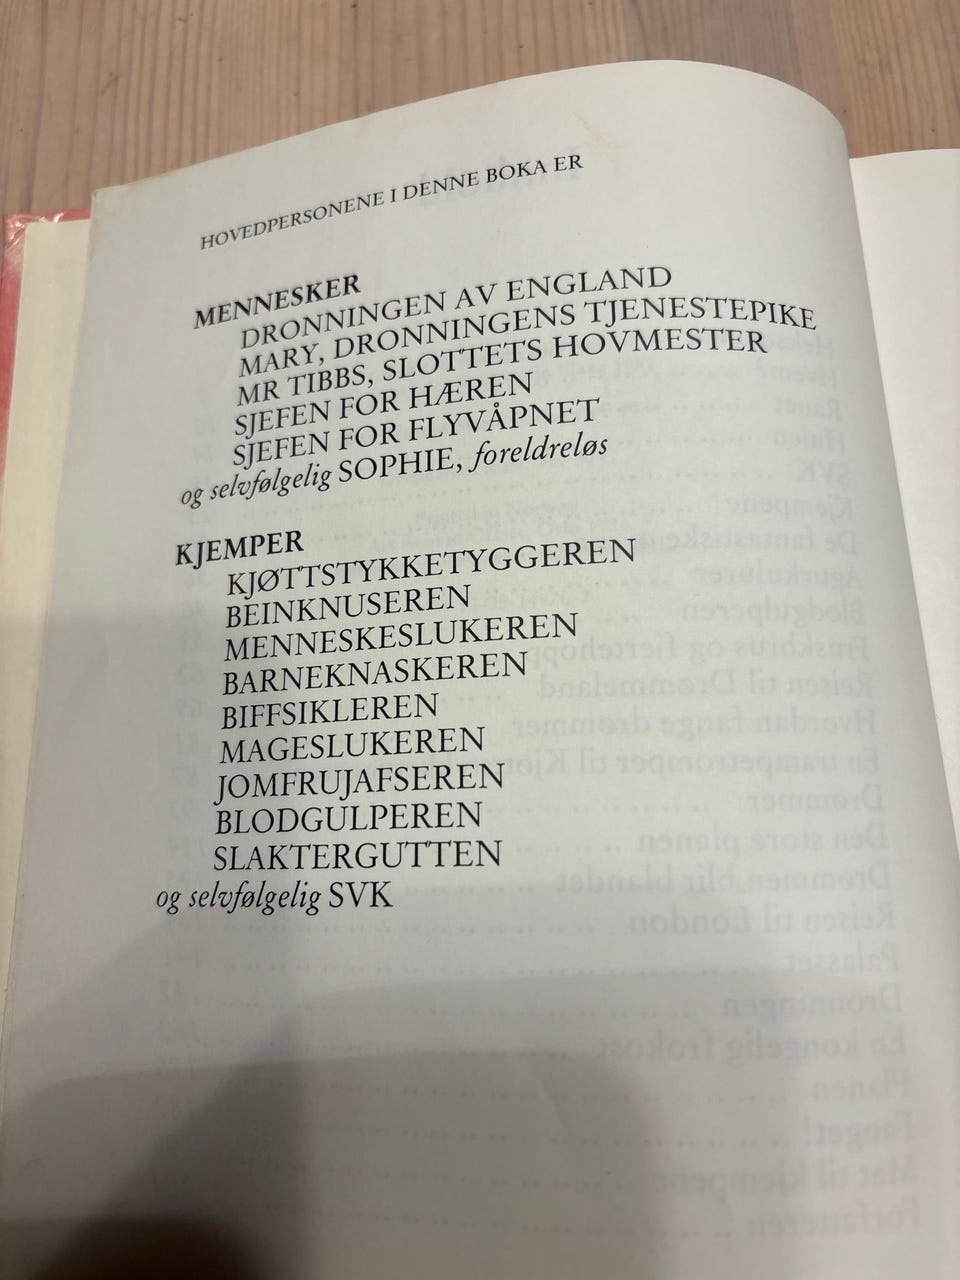 HOVEDPERSONENE I DENNE BOKA ER
MENNESKER
DRONNINGEN AV ENGLAND
MARY, DRONNINGENS TJENESTEPIKE
MR TIBBS, SLOTTETS HOVMESTER
SJEFEN FOR HÆREN
SJEFEN FOR FLYVÅPNET
og selvfølgelig SOPHIE, foreldreløs
KJEMPER
KJØTTSTYKKETYGGEREN
BEINKNUSEREN
MENNESKESLUKEREN
BARNEKNASKEREN
BIFFSIKLEREN
MAGESLUKEREN
JOMFRUJAFSEREN
BLODGULPEREN
SLAKTERGUTTEN
og selvfølgelig SVK